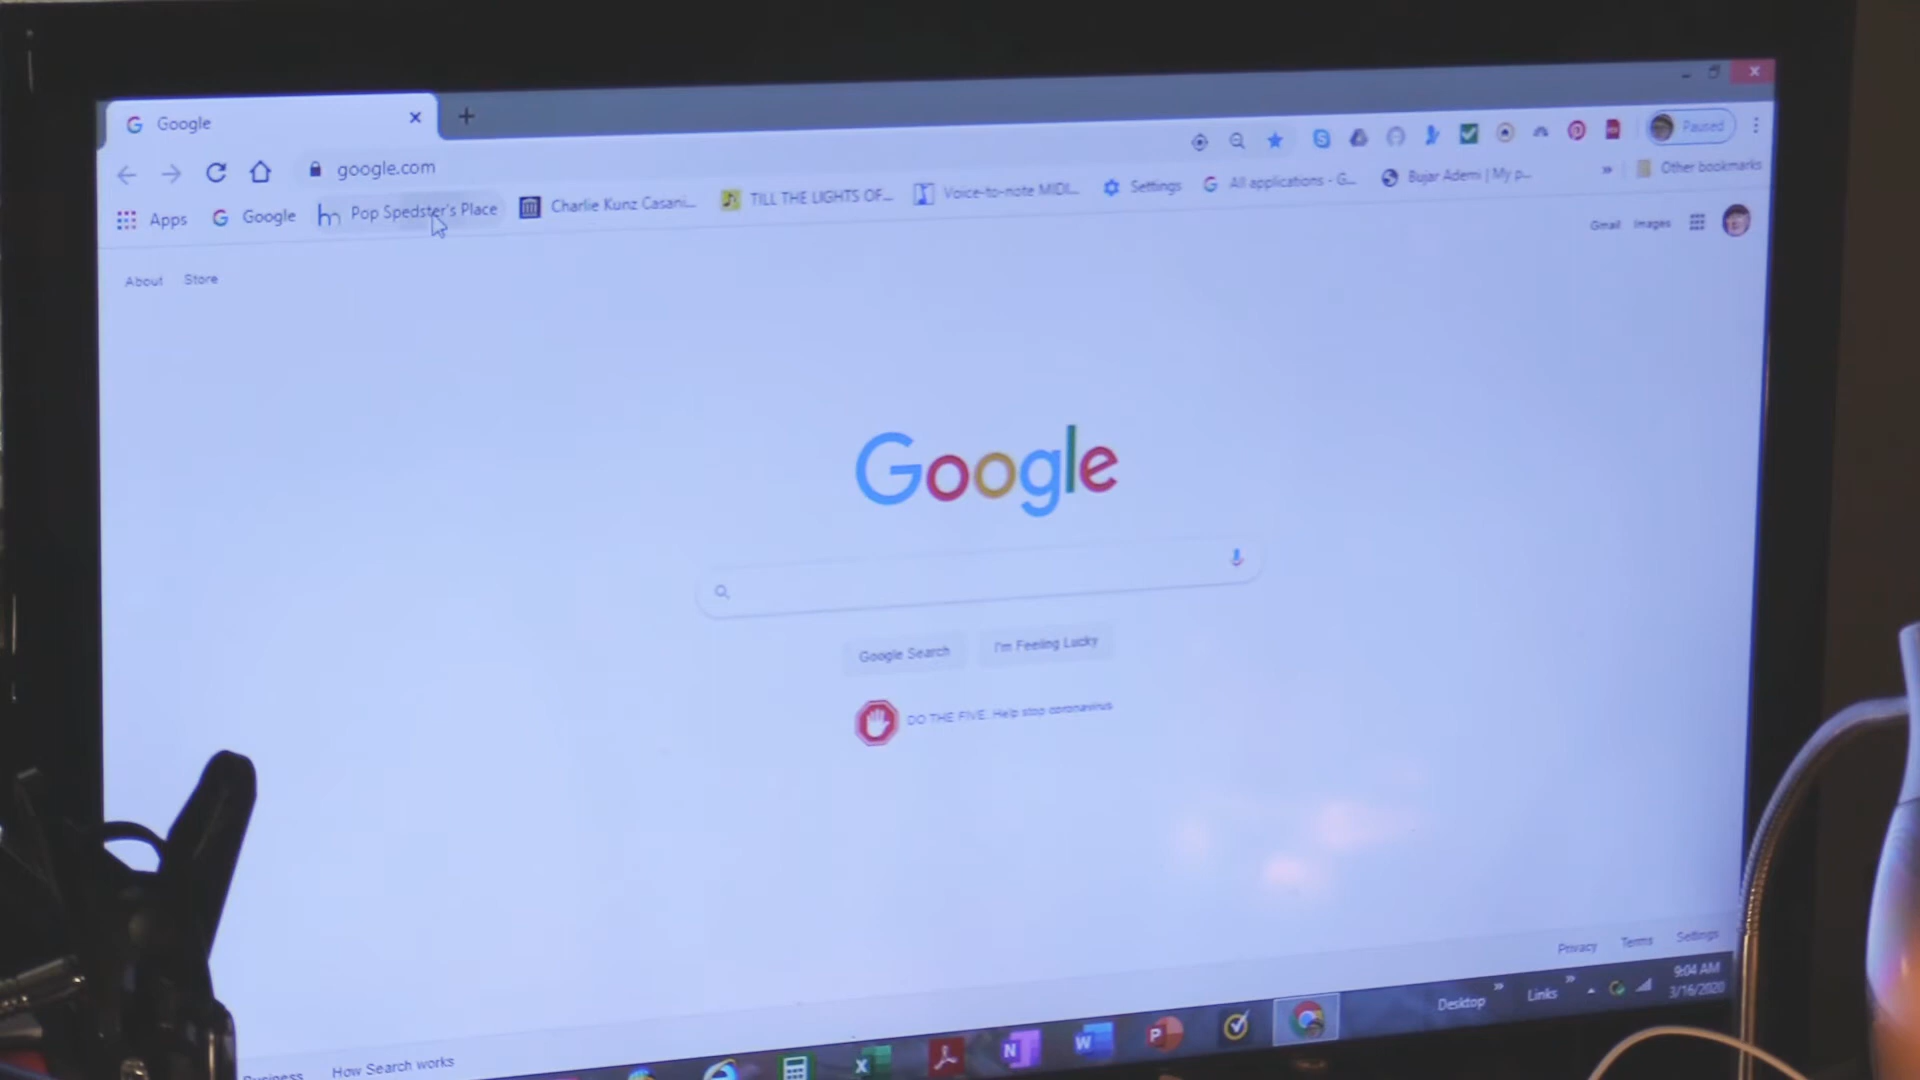 Google
google.com
Paused
Apps
Google
Pop Spedster's Place
Charlie Kunz Casani...
TILL THE LIGHTS OF...
Voice-to-note MIDI...
Settings
All applications - G...
Bujar Ademi | My p...
Other bookmarks
About
Store
Gmail
Images
Google
Google Search
I'm Feeling Lucky
DO THE FIVE. Help stop coronavirus
Privacy
Terms
Settings
Business
How Search works
Desktop
Links
9:04 AM
3/16/2020